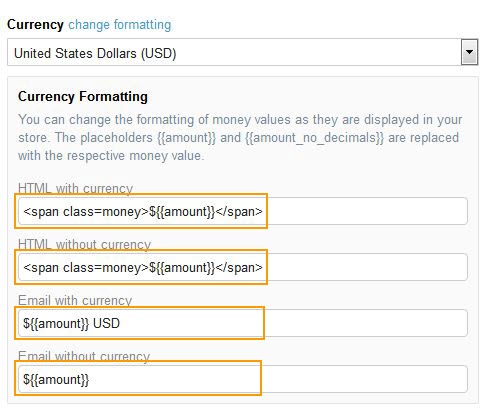 Currency change formatting
United States Dollars (USD)
Currency Formatting
You can change the formatting of money values as they are displayed in your
store. The placeholders {{amount}} and {{amount_no_decimals}} are replaced
with the respective money value.
HTML with currency
<span class=money>${{amount}}</span>
HTML without currency
<span class=money>${{amount}}</span>
Email with currency
${{amount}} USD
Email without currency
${{amount}}